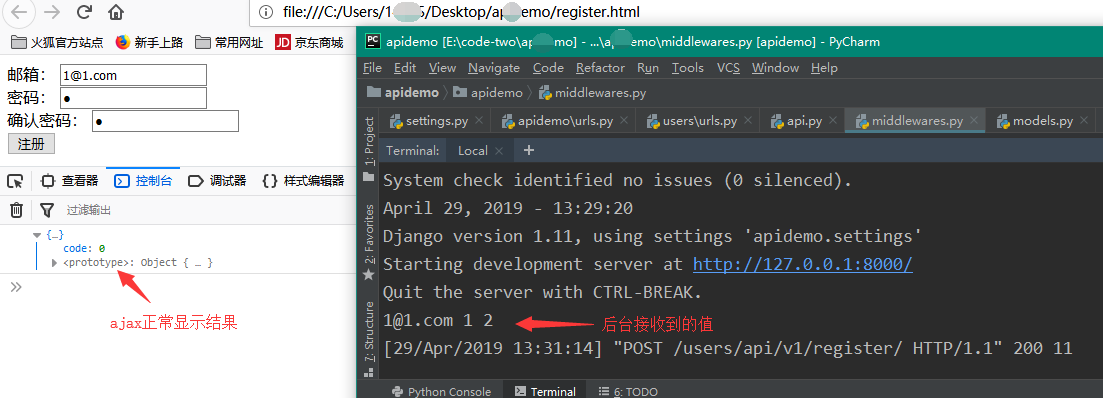 file:///C:/Users/1 5/Desktop/ap demo/register.html
火狐官方站点 新手上路 常用网址 JD 京东商城
邮箱： 1@1.com
密码： ●
确认密码： ●
注册
查看器 控制台 调试器 {} 样式编辑器
过滤输出
{…}
code: 0
<prototype>: Object { … }
»
ajax正常显示结果
PC apidemo [E:\code-two\ap mo] - ...\a emo\middlewares.py [apidemo] - PyCharm
File Edit View Navigate Code Refactor Run Tools VCS Window Help
apidemo apidemo middlewares.py
settings.py apidemo\urls.py users\urls.py api.py middlewares.py models.py
1: Project
2: Favorites
7: Structure
Terminal: Local +
System check identified no issues (0 silenced).
April 29, 2019 - 13:29:20
Django version 1.11, using settings 'apidemo.settings'
Starting development server at http://127.0.0.1:8000/
Quit the server with CTRL-BREAK.
1@1.com 1 2
后台接收到的值
[29/Apr/2019 13:31:14] "POST /users/api/v1/register/ HTTP/1.1" 200 11
Python Console Terminal 6: TODO